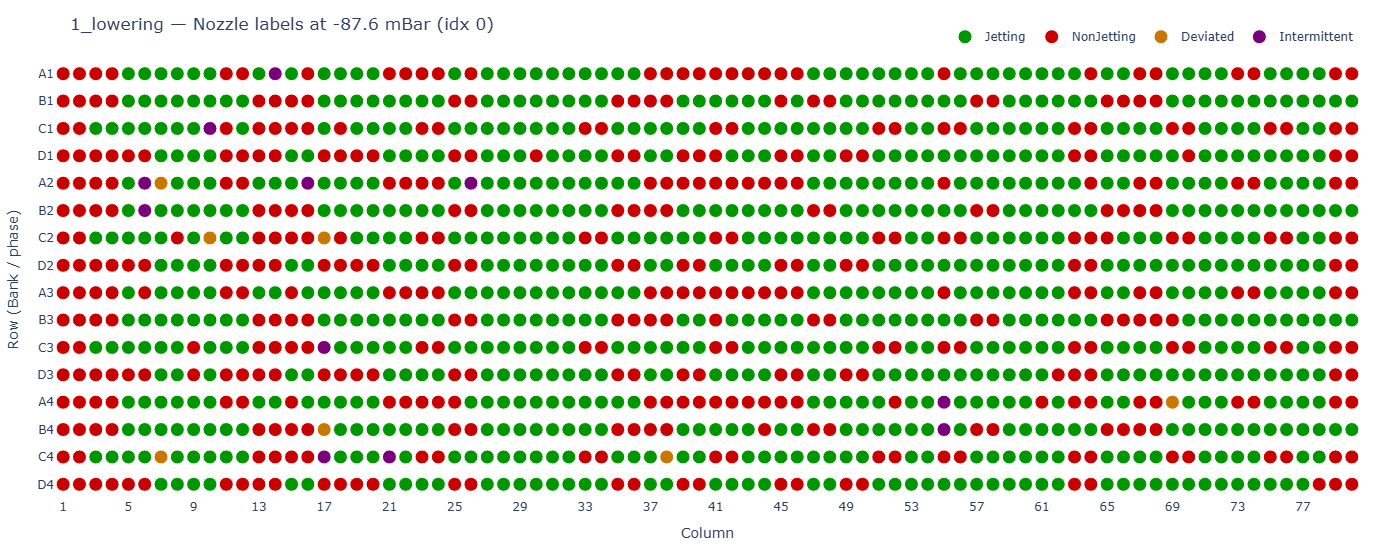 1_lowering — Nozzle labels at -87.6 mBar (idx 0)
Jetting NonJetting Deviated Intermittent
Row (Bank / phase)
A1
B1
C1
D1
A2
B2
C2
D2
A3
B3
C3
D3
A4
B4
C4
D4
1 5 9 13 17 21 25 29 33 37 41 45 49 53 57 61 65 69 73 77
Column